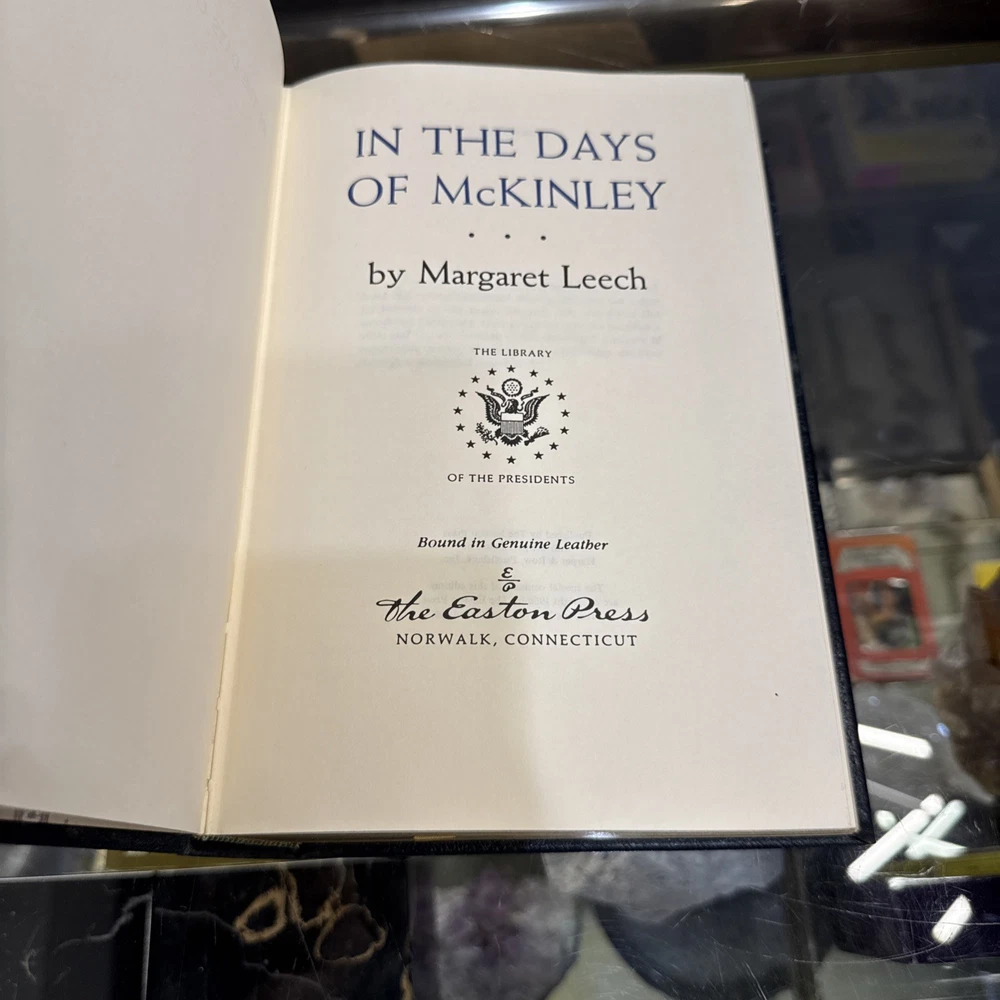 IN THE DAYS
OF McKINLEY
by Margaret Leech
THE LIBRARY
OF THE PRESIDENTS
Bound in Genuine Leather
E
P
The Easton Press
NORWALK, CONNECTICUT